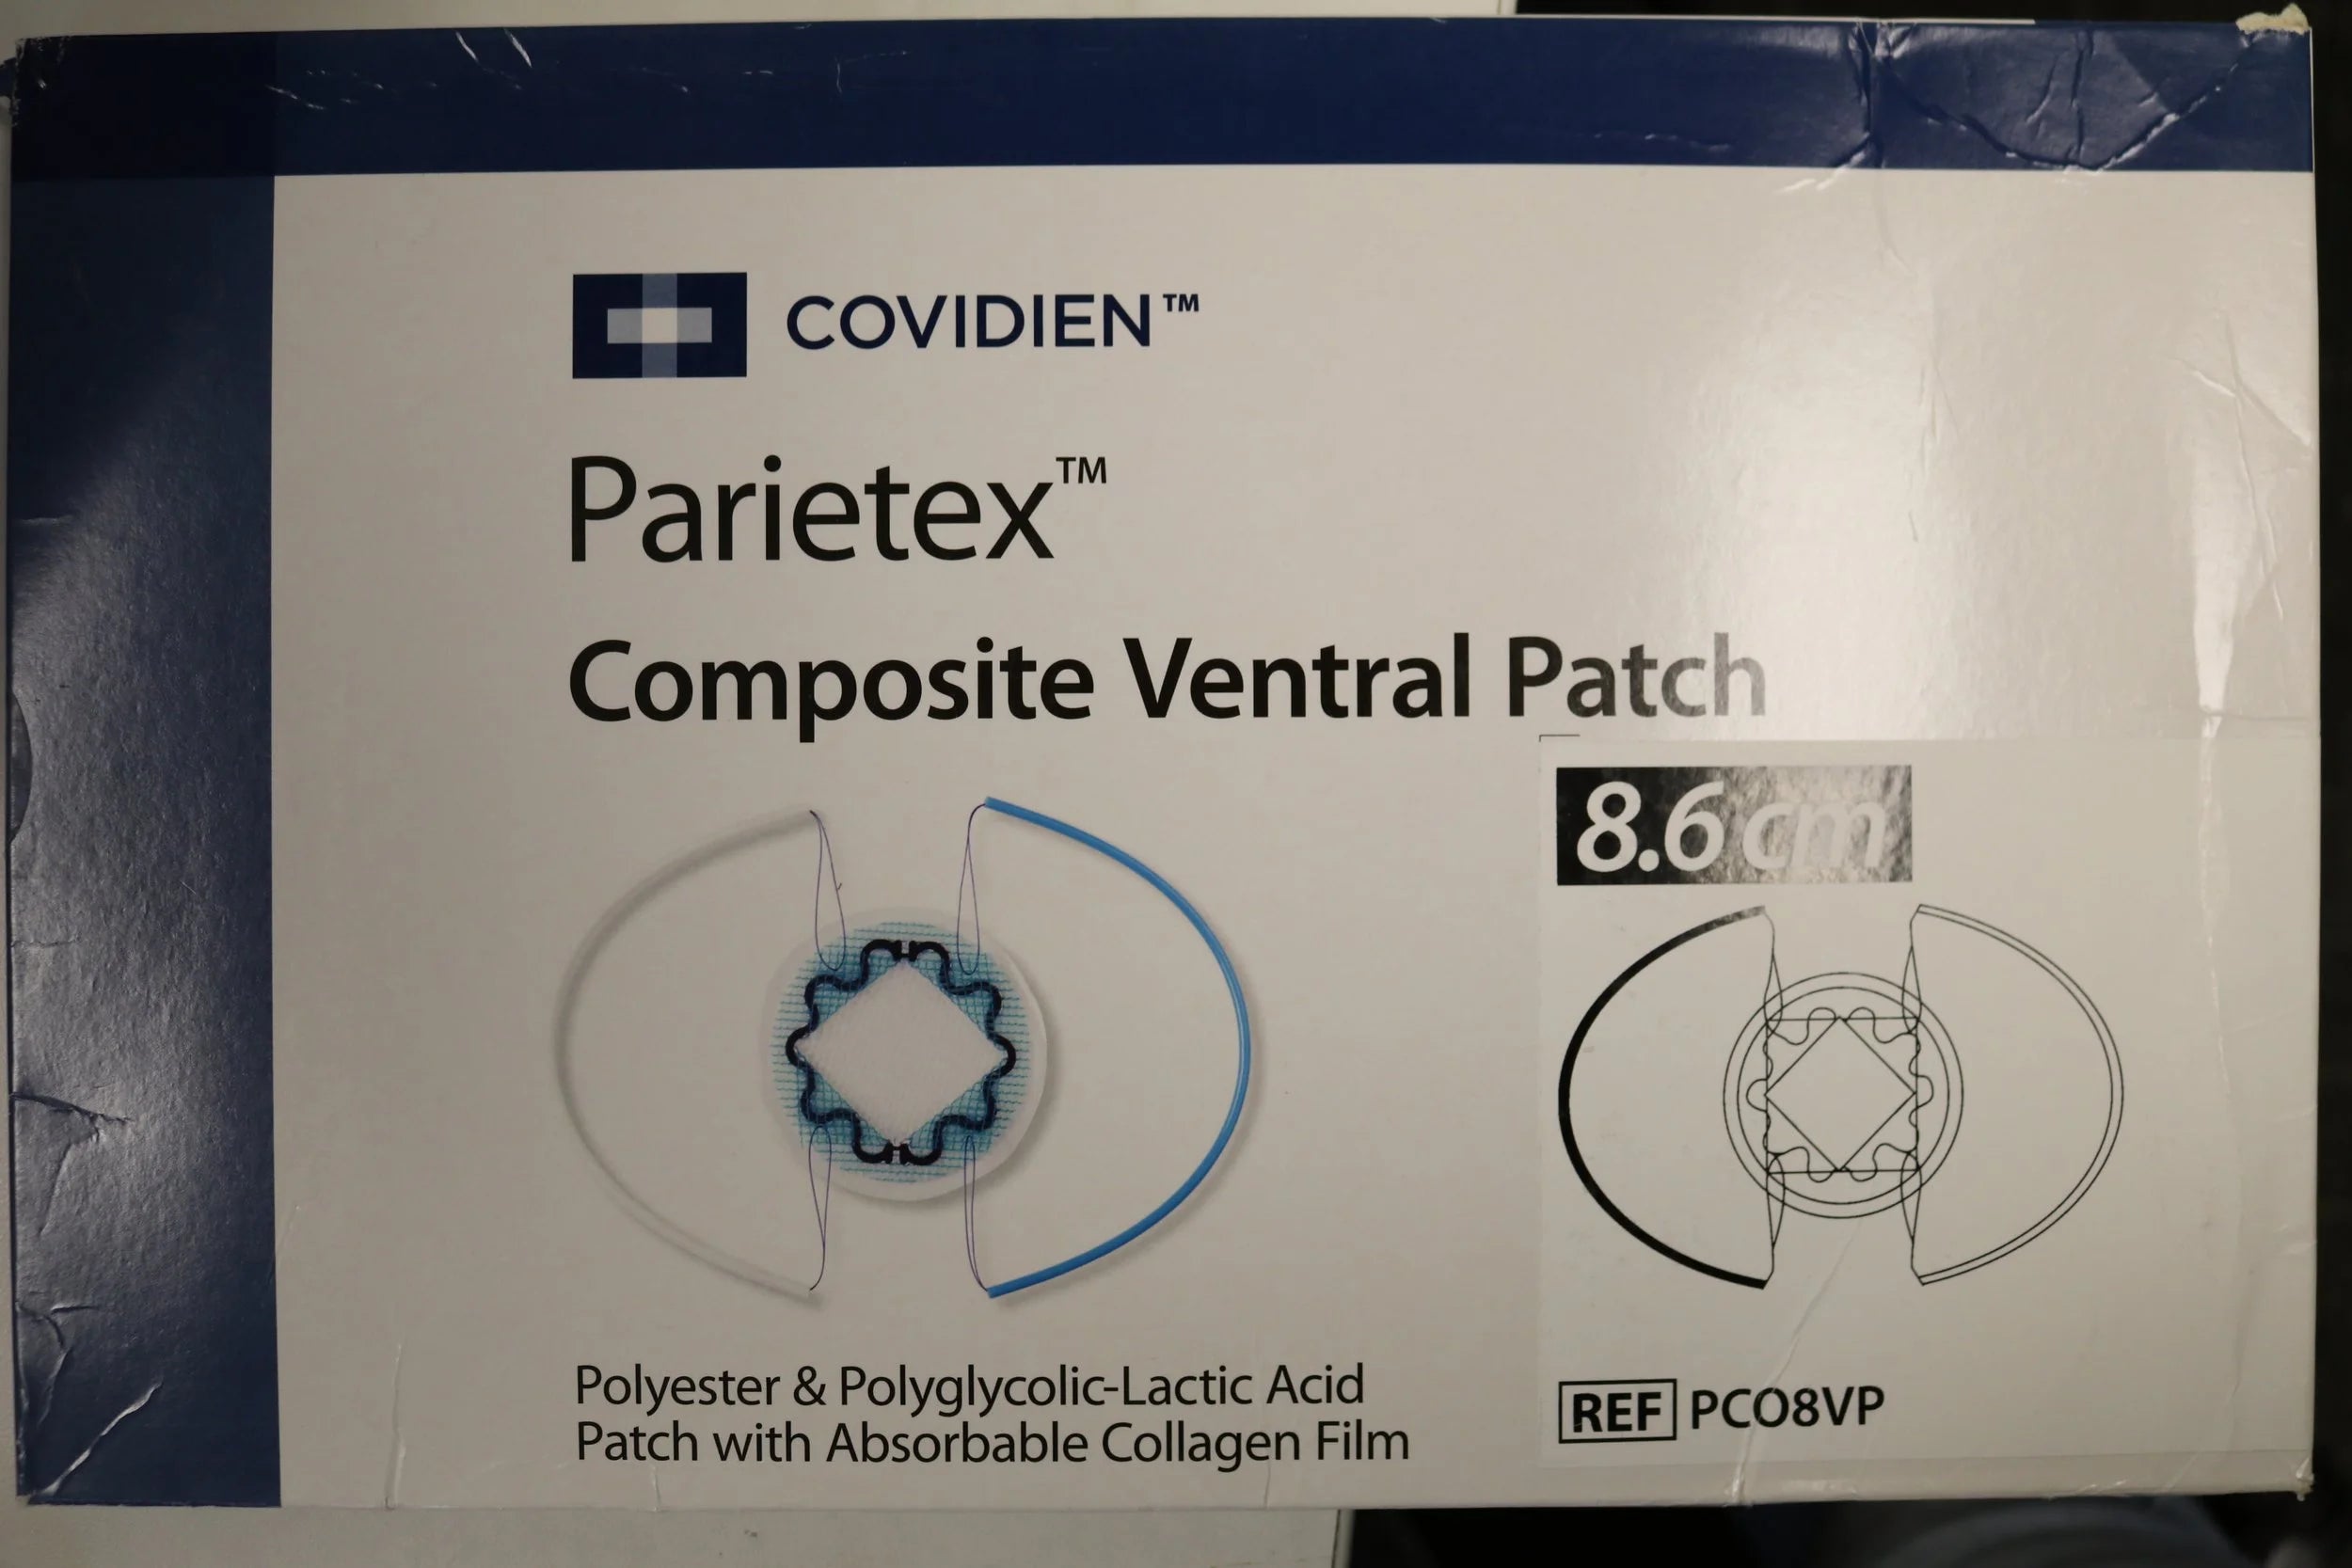 COVIDIEN™
Parietex™
Composite Ventral Patch
8.6 cm
Polyester & Polyglycolic-Lactic Acid
Patch with Absorbable Collagen Film
REF PCO8VP